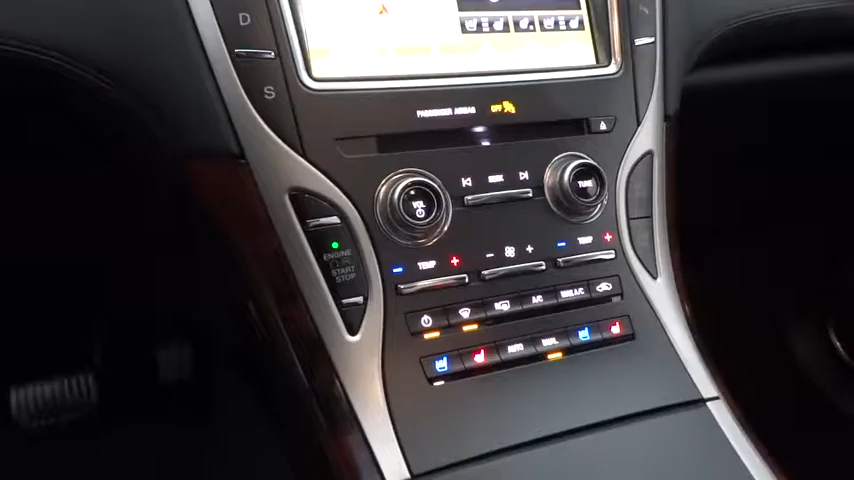 D
S
PASSENGER AIRBAG OFF
SEEK
VOL
TUNE
ENGINE
START
STOP
- TEMP +
- +
- TEMP +
R
A/C
MAX A/C
AUTO
DUAL